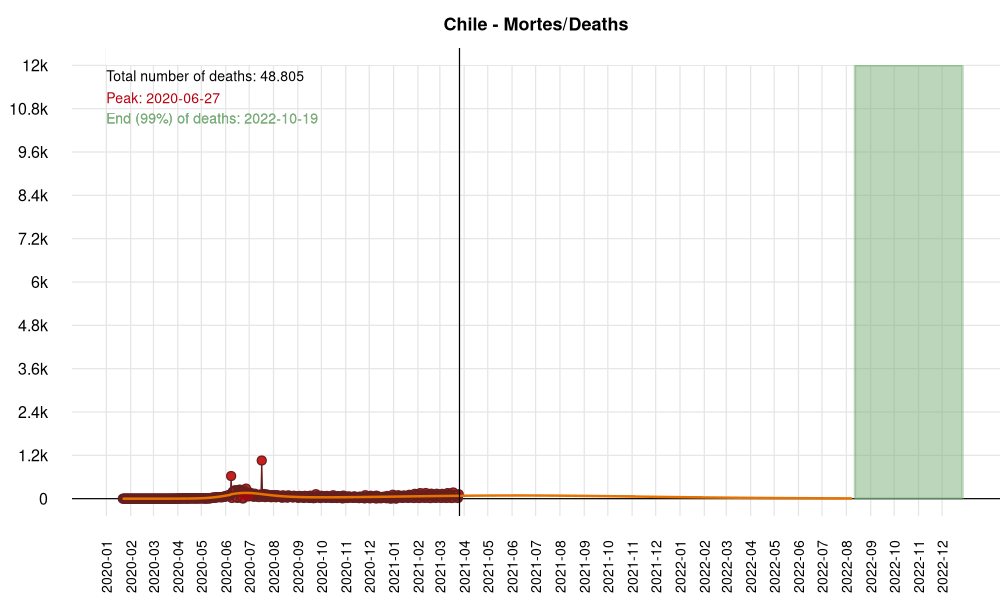 Chile - Mortes/Deaths
Total number of deaths: 48.805
Peak: 2020-06-27
End (99%) of deaths: 2022-10-19
12k
10.8k
9.6k
8.4k
7.2k
6k
4.8k
3.6k
2.4k
1.2k
0
2020-01
2020-02
2020-03
2020-04
2020-05
2020-06
2020-07
2020-08
2020-09
2020-10
2020-11
2020-12
2021-01
2021-02
2021-03
2021-04
2021-05
2021-06
2021-07
2021-08
2021-09
2021-10
2021-11
2021-12
2022-01
2022-02
2022-03
2022-04
2022-05
2022-06
2022-07
2022-08
2022-09
2022-10
2022-11
2022-12